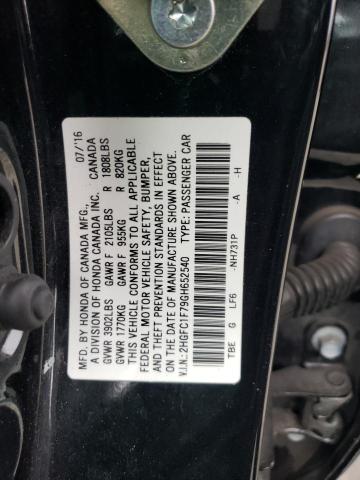 MFD. BY HONDA OF CANADA MFG., 07/'16
A DIVISION OF HONDA CANADA INC. CANADA
GVWR 3902LBS GAWR F 2105LBS R 1808LBS
GVWR 1770KG GAWR F 955KG R 820KG
THIS VEHICLE CONFORMS TO ALL APPLICABLE
FEDERAL MOTOR VEHICLE SAFETY, BUMPER,
AND THEFT PREVENTION STANDARDS IN EFFECT
ON THE DATE OF MANUFACTURE SHOWN ABOVE.
V.I.N.:2HGFC1F79GH652540 TYPE: PASSENGER CAR
TBE G LF6 -NH731P -A -H